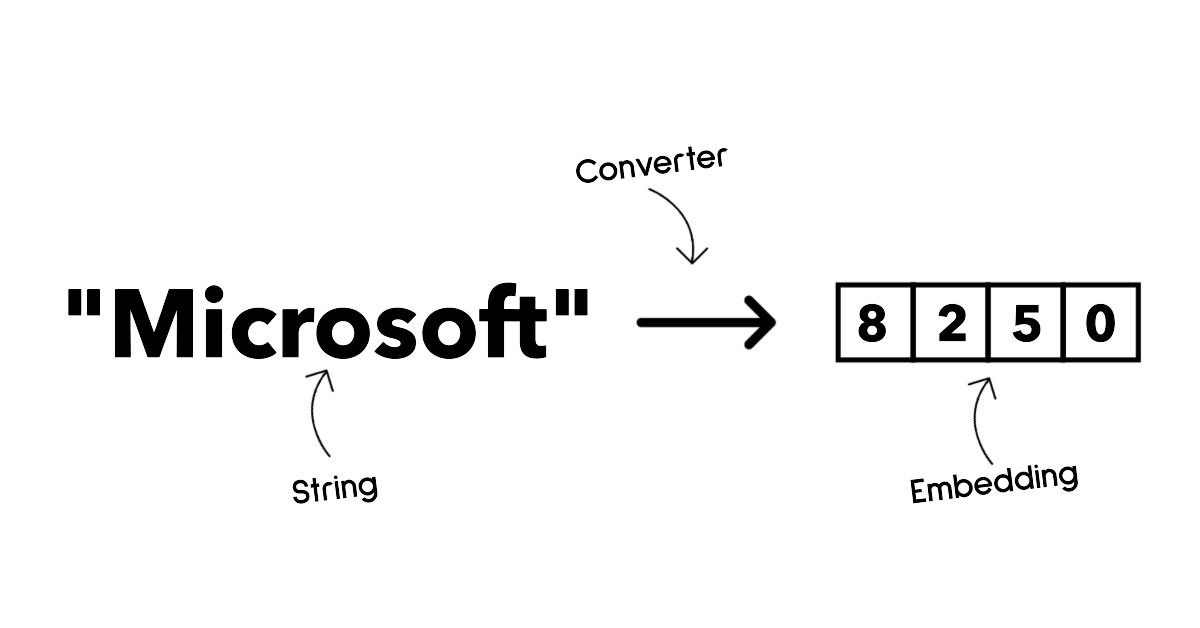 Converter
"Microsoft"
8 2 5 0
String
Embedding